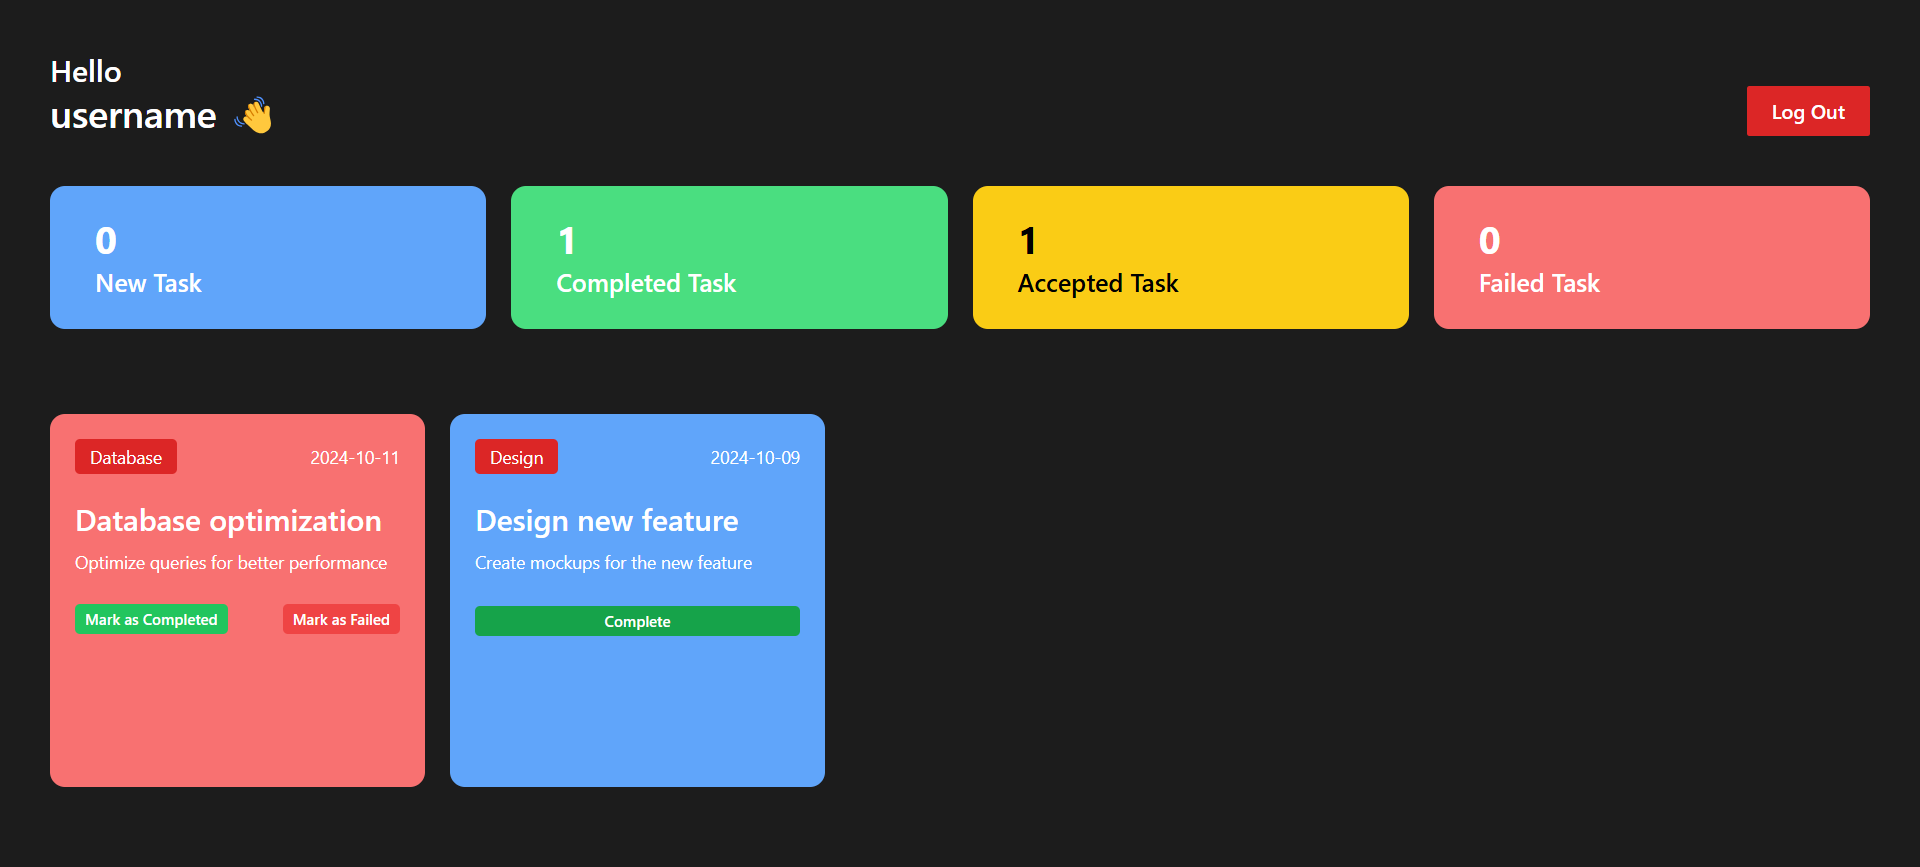 Hello
username 👋
Log Out
0
New Task
1
Completed Task
1
Accepted Task
0
Failed Task
Database
2024-10-11
Database optimization
Optimize queries for better performance
Mark as Completed
Mark as Failed
Design
2024-10-09
Design new feature
Create mockups for the new feature
Complete